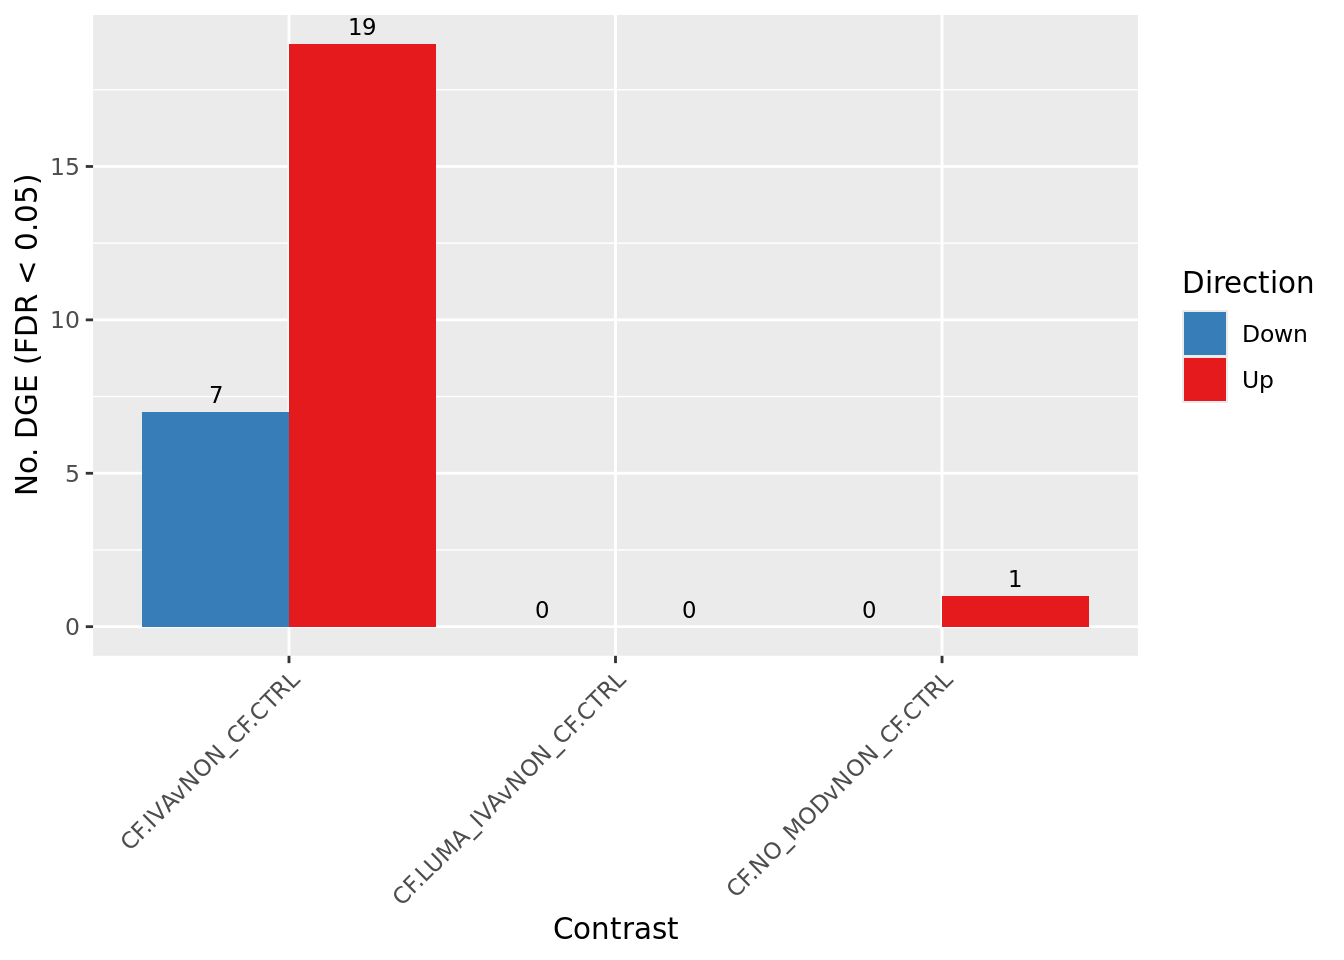 19
15
10
7
5
1
0
0
0
0
No. DGE (FDR < 0.05)
CF.IVAvNON_CF.CTRL
CF.LUMA_IVAvNON_CF.CTRL
CF.NO_MODvNON_CF.CTRL
Contrast
Direction
Down
Up